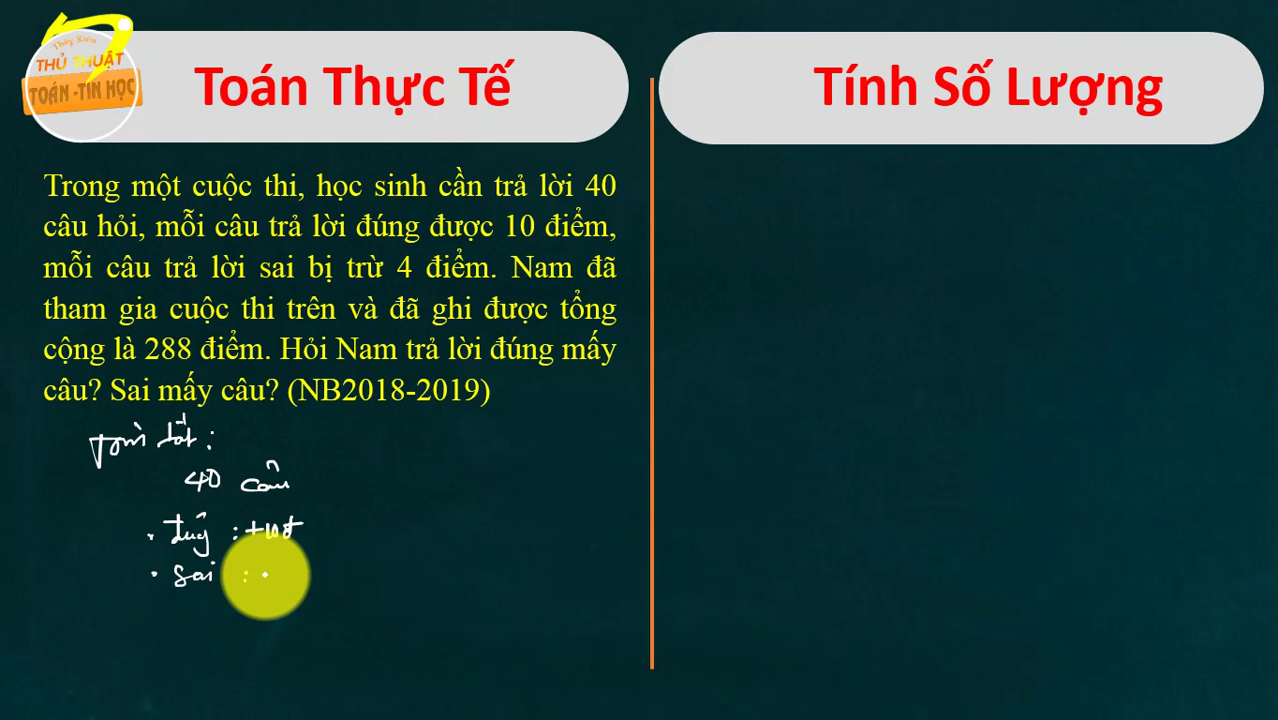 Thầy Kiên
THỦ THUẬT
TOÁN -TIN HỌC
Toán Thực Tế
Tính Số Lượng
Trong một cuộc thi, học sinh cần trả lời 40
câu hỏi, mỗi câu trả lời đúng được 10 điểm,
mỗi câu trả lời sai bị trừ 4 điểm. Nam đã
tham gia cuộc thi trên và đã ghi được tổng
cộng là 288 điểm. Hỏi Nam trả lời đúng mấy
câu? Sai mấy câu? (NB2018-2019)
Tóm tắt :
40 câu
. Đúng : +10đ
. Sai :